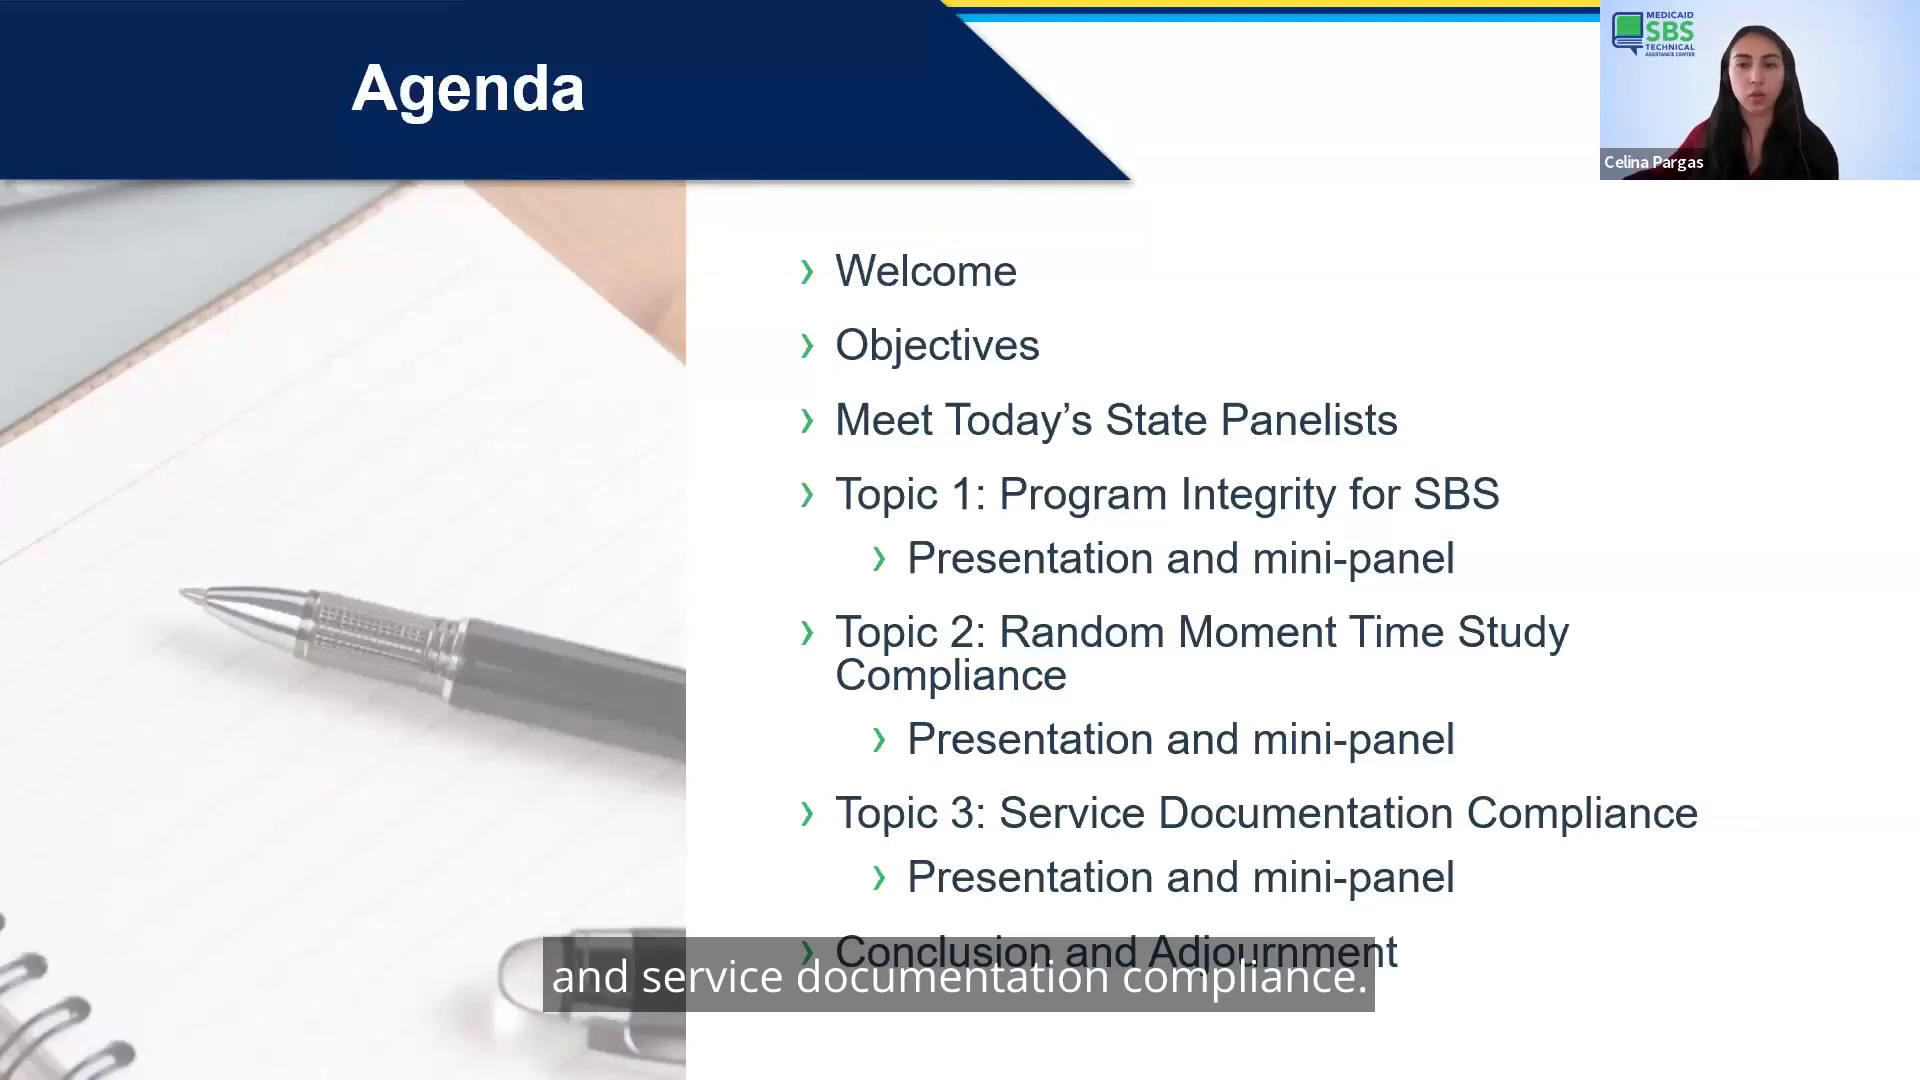 Agenda
MEDICAID
SBS
TECHNICAL
ASSISTANCE CENTER
Celina Pargas
› Welcome
› Objectives
› Meet Today’s State Panelists
› Topic 1: Program Integrity for SBS
› Presentation and mini-panel
› Topic 2: Random Moment Time Study
Compliance
› Presentation and mini-panel
› Topic 3: Service Documentation Compliance
› Presentation and mini-panel
› Conclusion and Adjournment
and service documentation compliance.